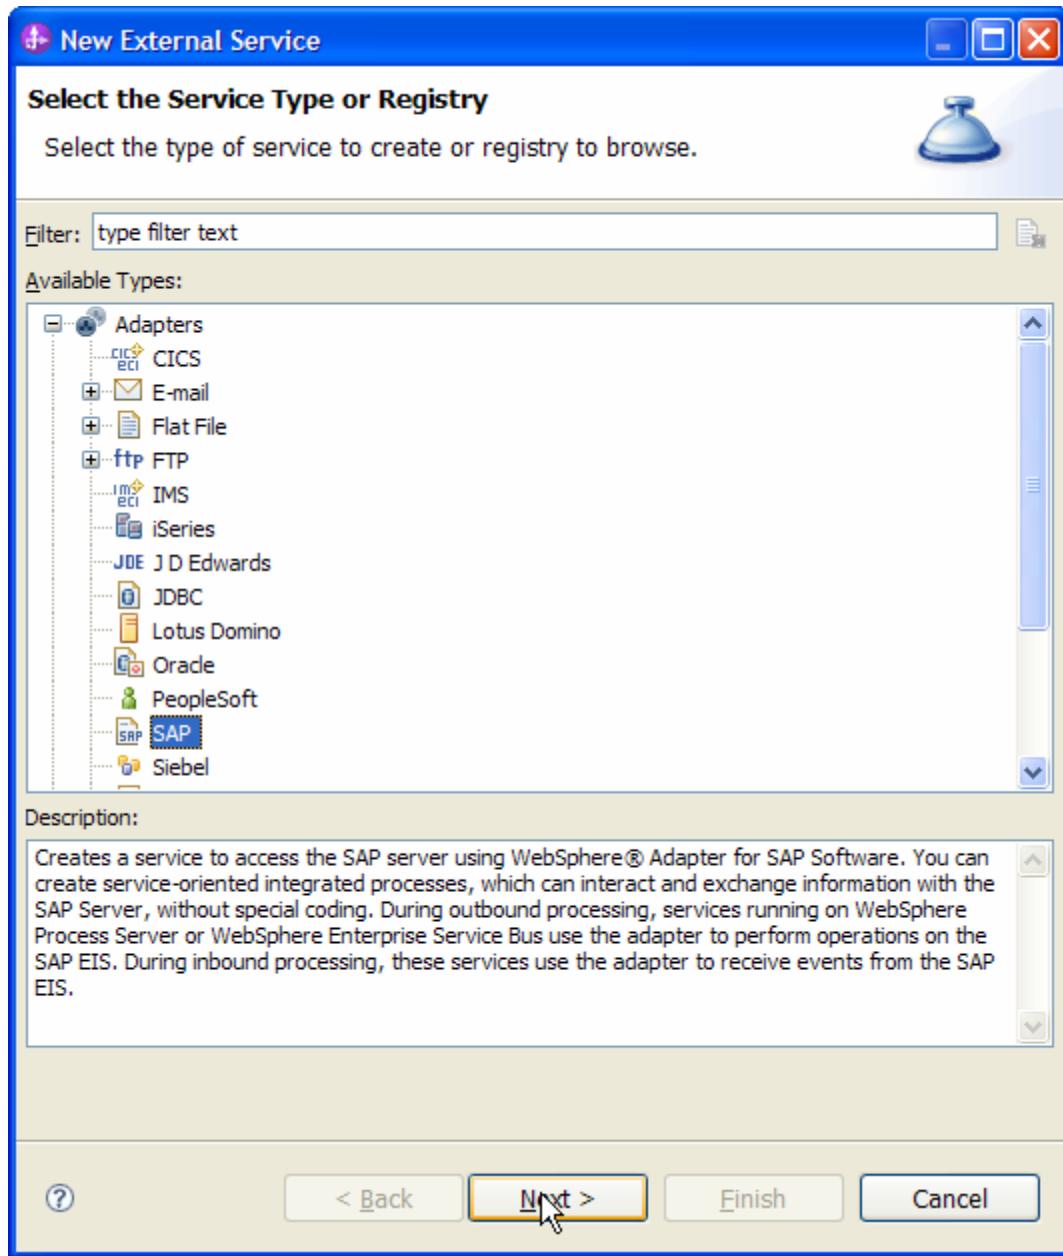 New External Service
Select the Service Type or Registry
Select the type of service to create or registry to browse.
Filter: type filter text
Available Types:
Adapters
CICS ECI CICS
E-mail
Flat File
ftp FTP
IMS ECI IMS
iSeries
JDE J D Edwards
JDBC
Lotus Domino
Oracle
PeopleSoft
SAP SAP
Siebel
Description:
Creates a service to access the SAP server using WebSphere® Adapter for SAP Software. You can
create service-oriented integrated processes, which can interact and exchange information with the
SAP Server, without special coding. During outbound processing, services running on WebSphere
Process Server or WebSphere Enterprise Service Bus use the adapter to perform operations on the
SAP EIS. During inbound processing, these services use the adapter to receive events from the SAP
EIS.
< Back Next > Finish Cancel